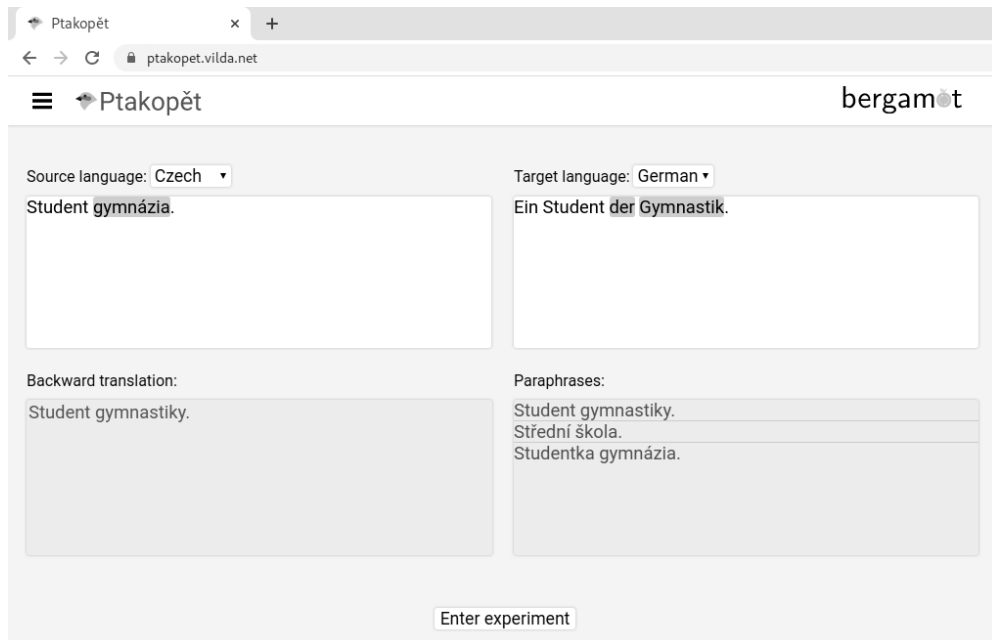 Ptakopět
ptakopet.vilda.net
Ptakopět
bergamot
Source language: Czech
Student gymnázia.
Target language: German
Ein Student der Gymnastik.
Backward translation:
Student gymnastiky.
Paraphrases:
Student gymnastiky.
Střední škola.
Studentka gymnázia.
Enter experiment